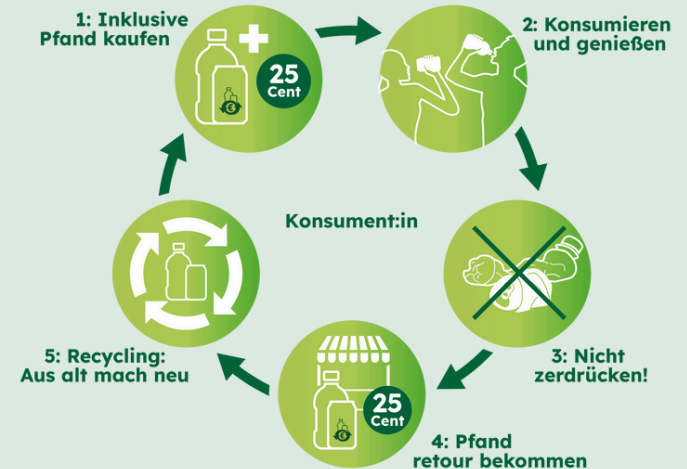 1: Inklusive
Pfand kaufen
25
Cent
€
2: Konsumieren
und genießen
Konsument:in
3: Nicht
zerdrücken!
4: Pfand
retour bekommen
25
Cent
€
5: Recycling:
Aus alt mach neu